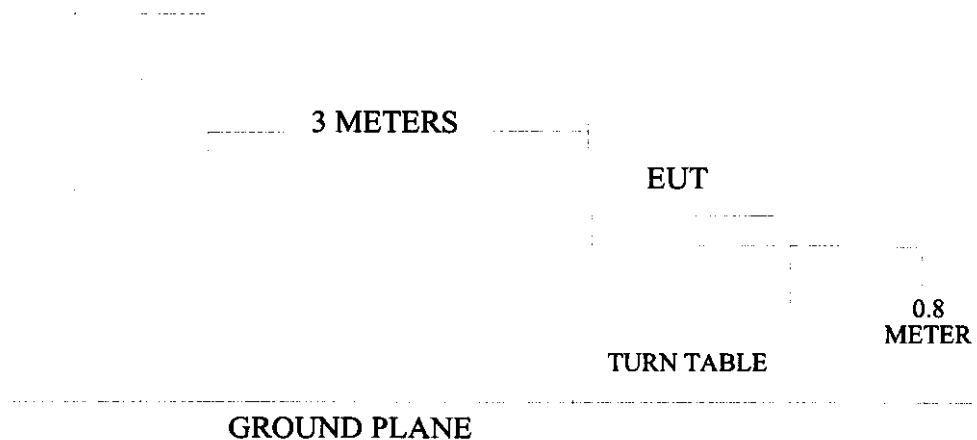 3 METERS
EUT
0.8
METER
TURN TABLE
GROUND PLANE